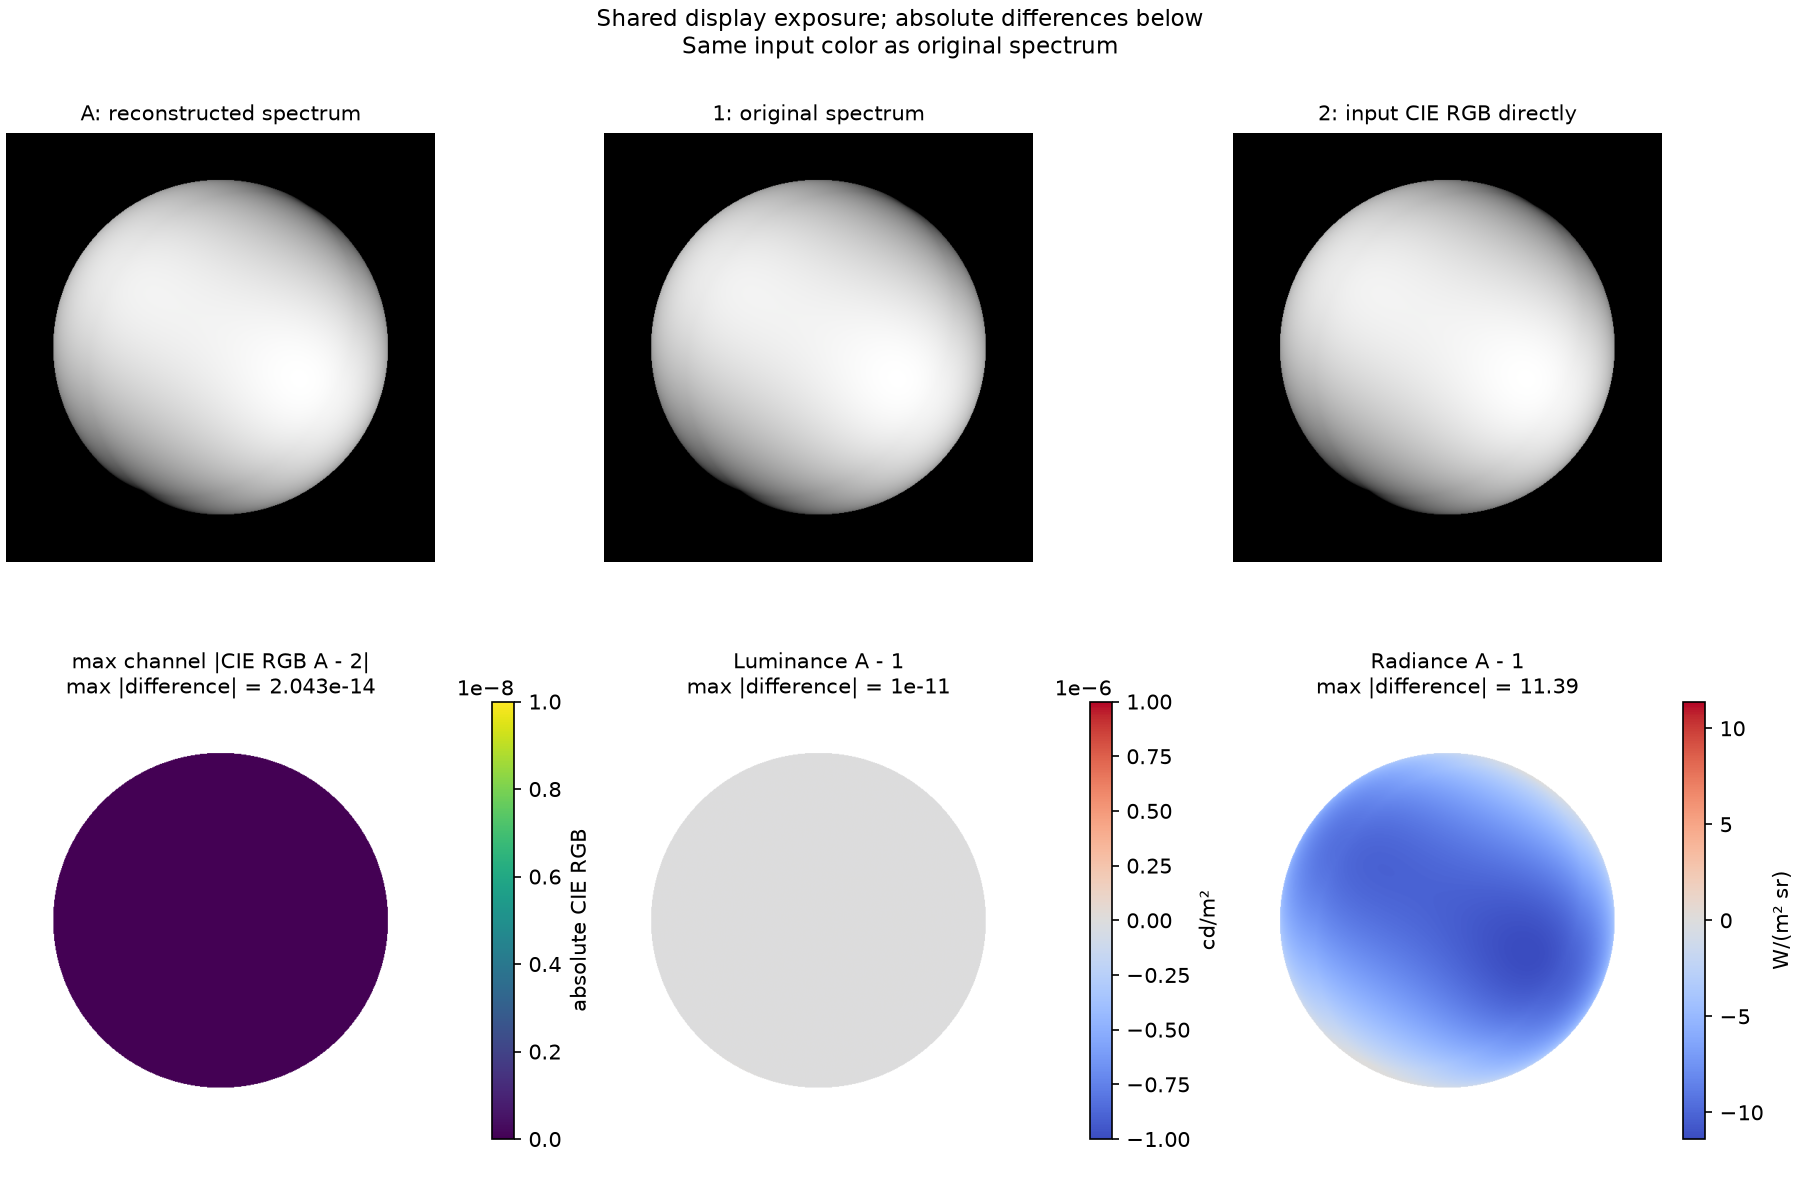 Shared display exposure; absolute differences below
Same input color as original spectrum
A: reconstructed spectrum
1: original spectrum
2: input CIE RGB directly
max channel |CIE RGB A - 2|
max |difference| = 2.043e-14
1e−8
1.0
0.8
0.6
0.4
0.2
0.0
absolute CIE RGB
Luminance A - 1
max |difference| = 1e-11
1e−6
1.00
0.75
0.50
0.25
0.00
−0.25
−0.50
−0.75
−1.00
cd/m²
Radiance A - 1
max |difference| = 11.39
10
5
0
−5
−10
W/(m² sr)